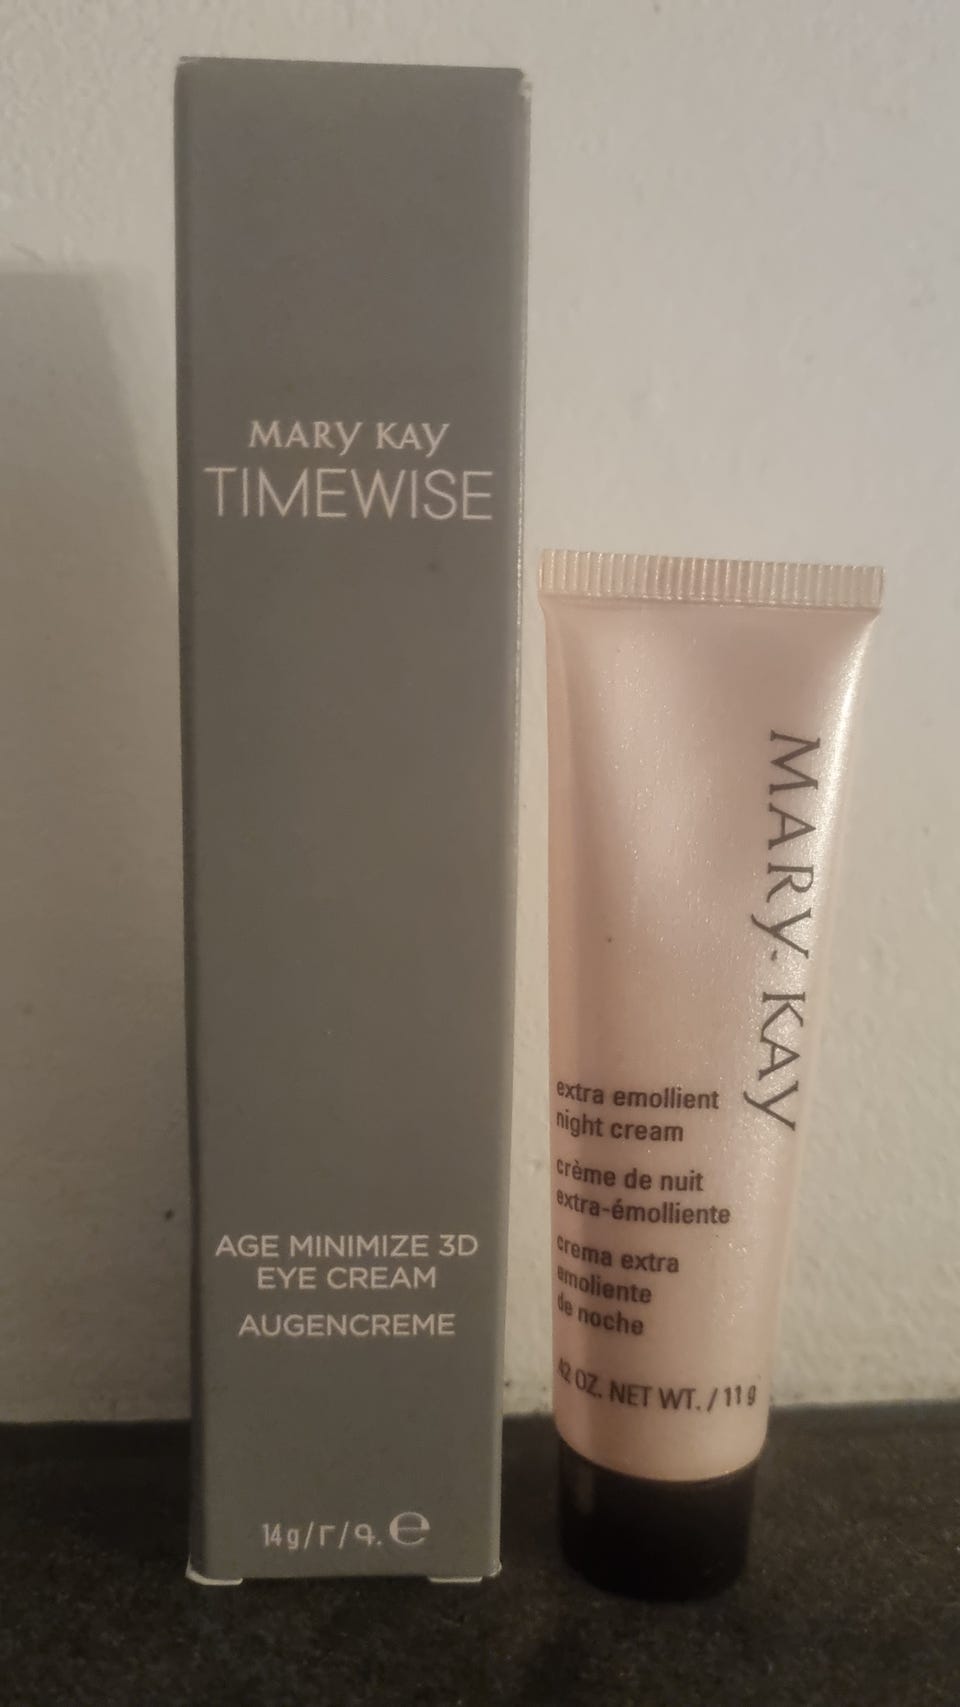 MARY KAY
TIMEWISE
AGE MINIMIZE 3D
EYE CREAM
AUGENCREME
14 g/г/գ. ℮
MARY KAY
extra emollient
night cream
crème de nuit
extra-émolliente
crema extra
emoliente
de noche
.42 OZ. NET WT. / 11 g